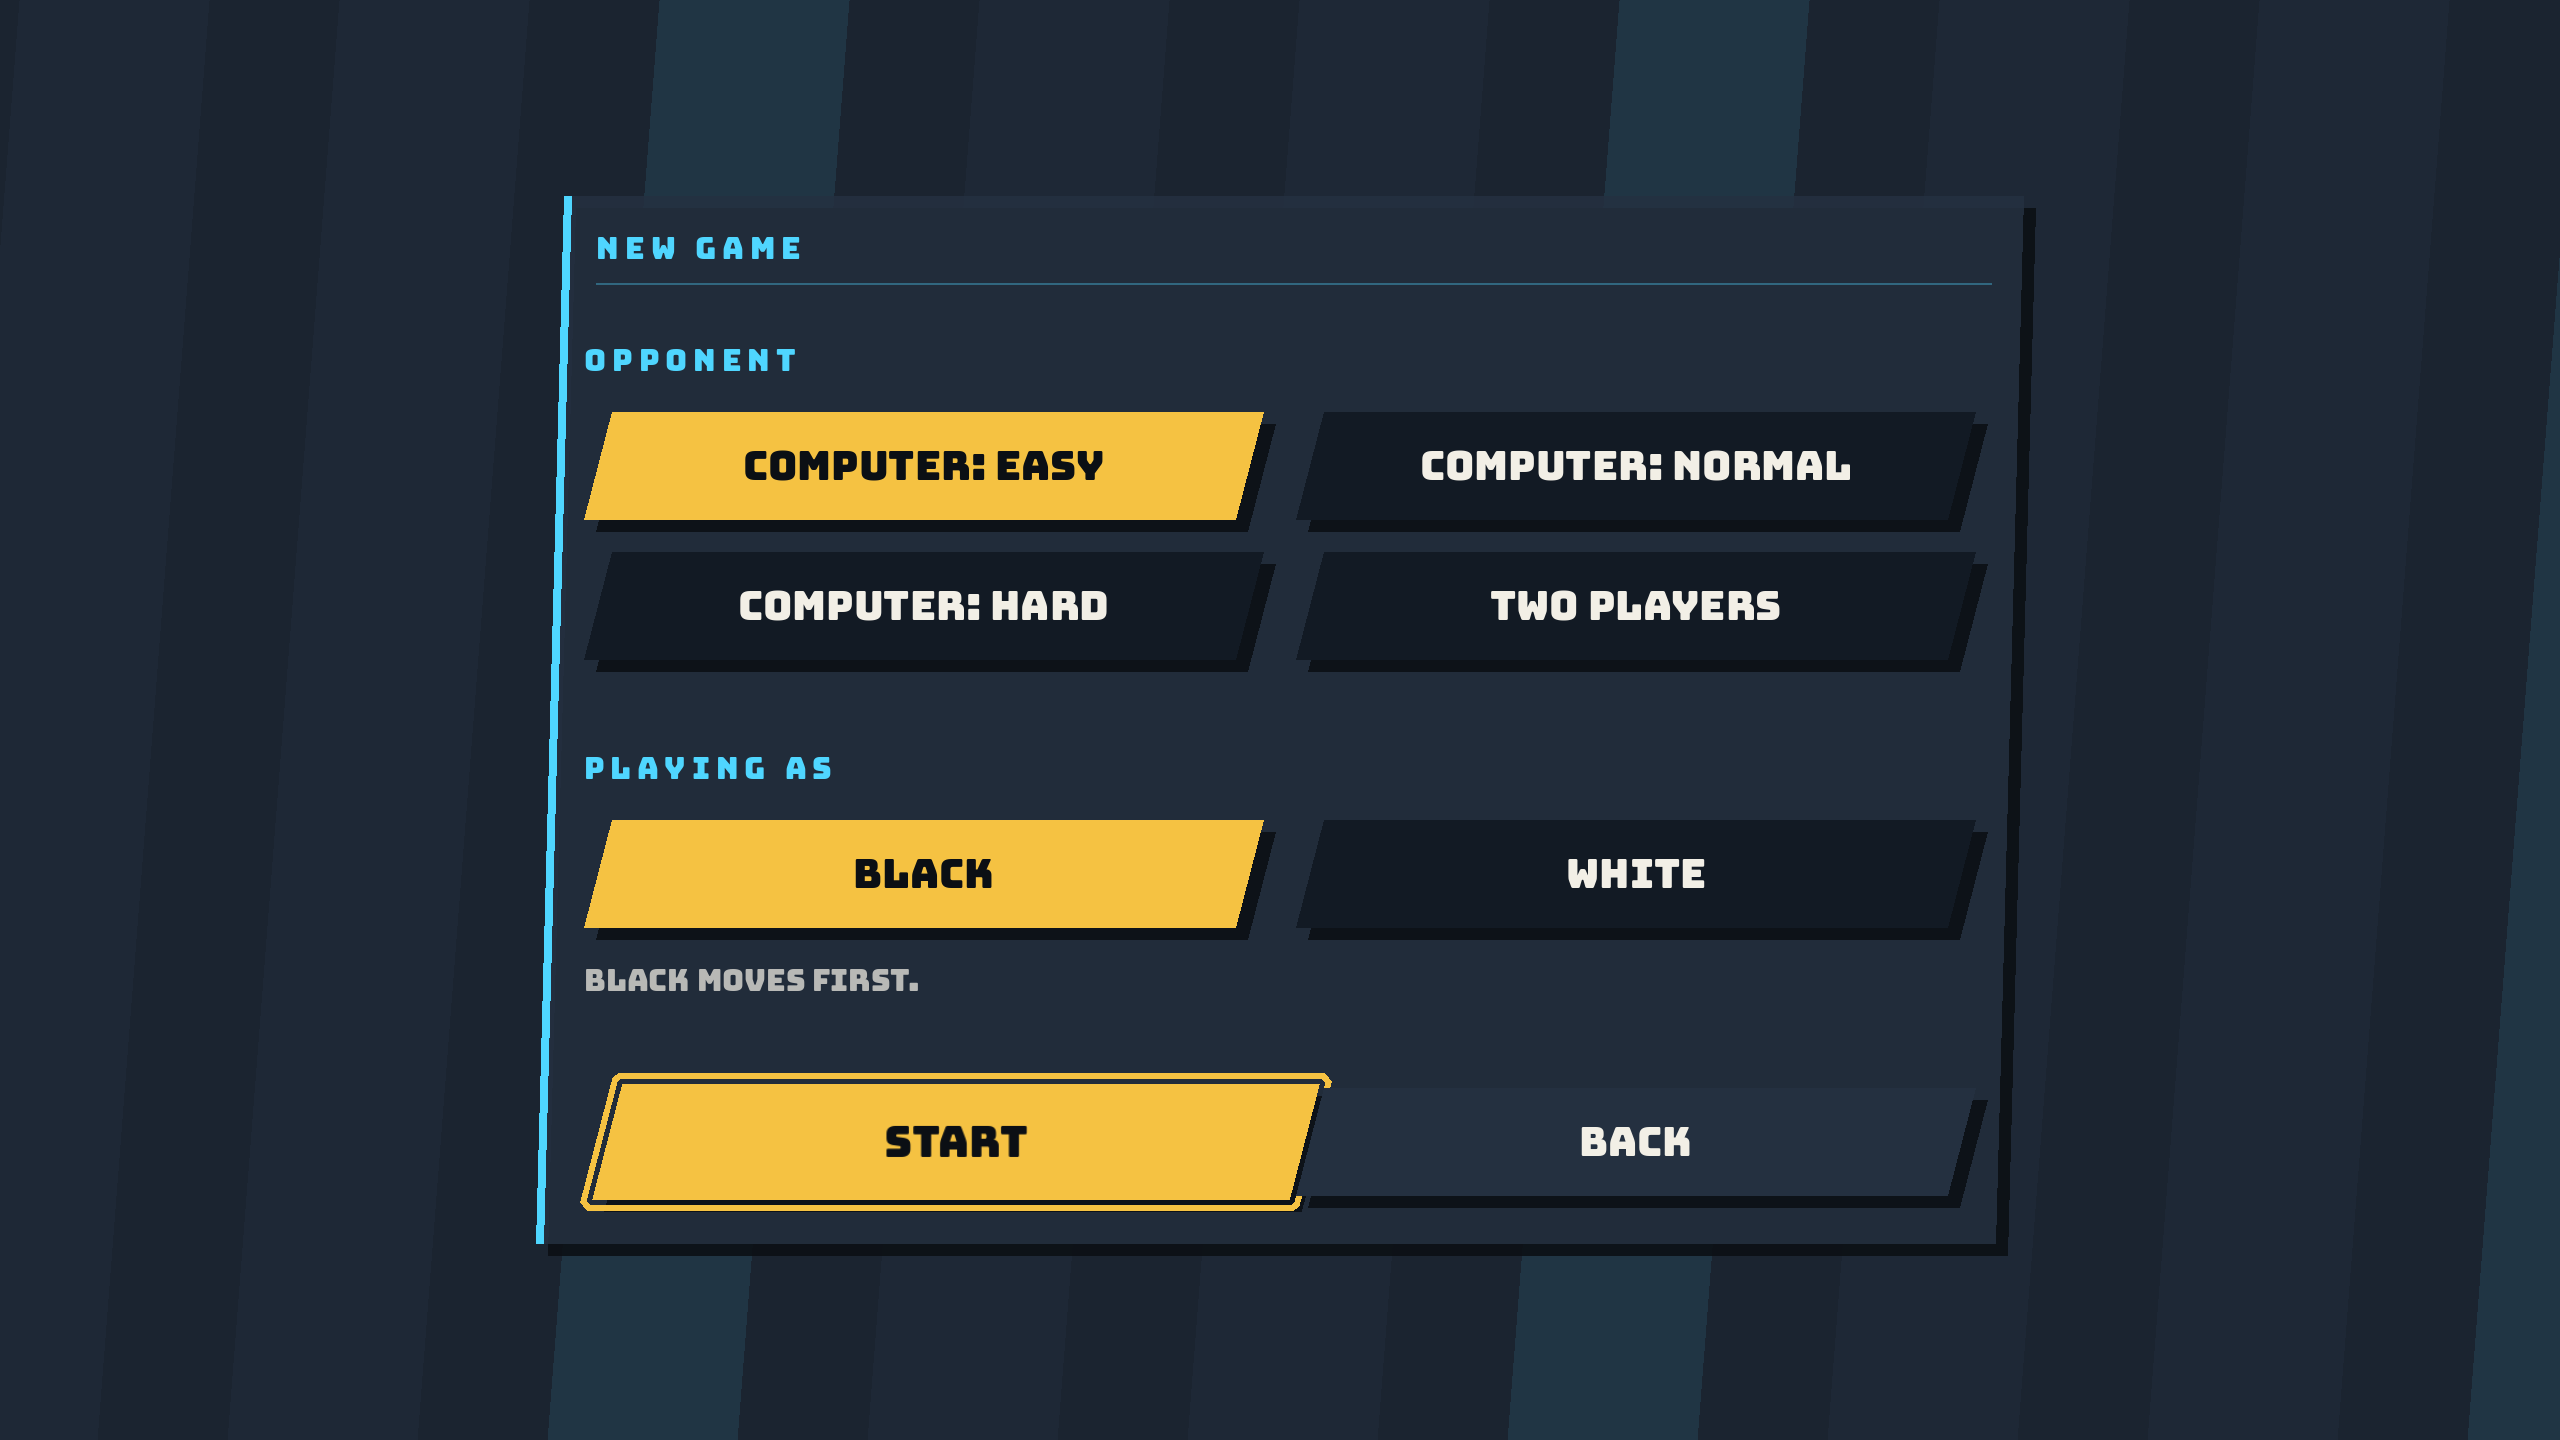 NEW GAME
OPPONENT
COMPUTER: EASY
COMPUTER: NORMAL
COMPUTER: HARD
TWO PLAYERS
PLAYING AS
BLACK
WHITE
BLACK MOVES FIRST.
START
BACK